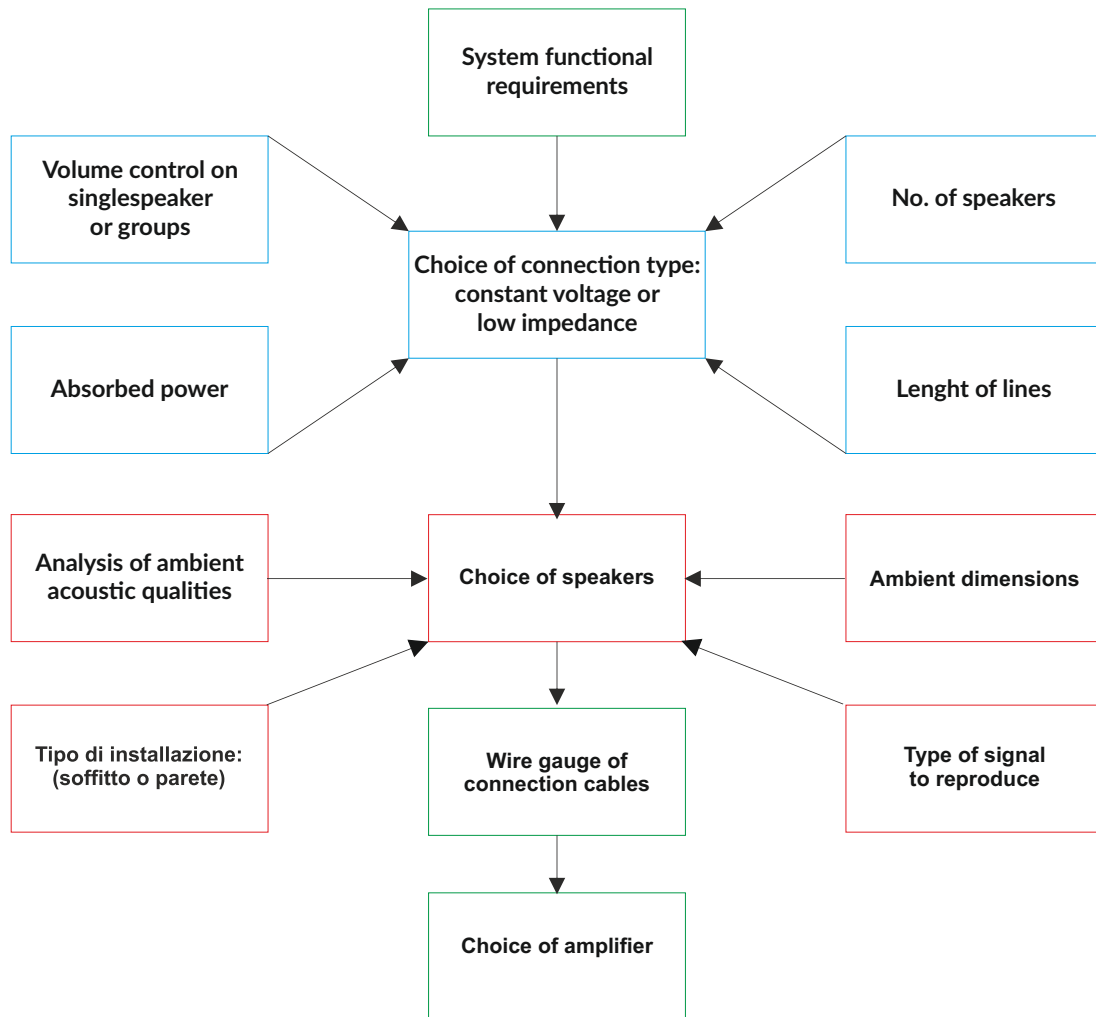 System functional
requirements
Volume control on
singlespeaker
or groups
No. of speakers
Choice of connection type:
constant voltage or
low impedance
Absorbed power
Lenght of lines
Analysis of ambient
acoustic qualities
Choice of speakers
Ambient dimensions
Tipo di installazione:
(soffitto o parete)
Wire gauge of
connection cables
Type of signal
to reproduce
Choice of amplifier